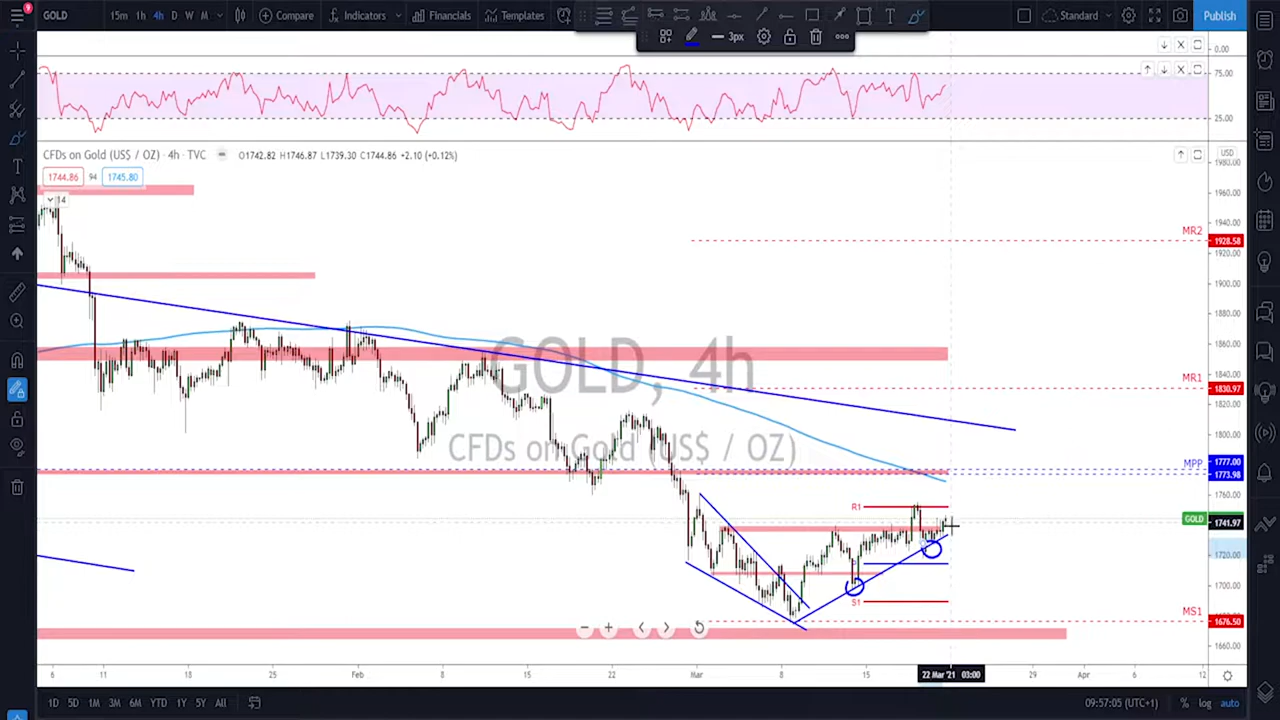 9
GOLD
15m 1h 4h D W M
Compare
Indicators
Financials
Templates
Standard
Publish
3px
0.00
75.00
25.00
CFDs on Gold (US$ / OZ) · 4h · TVC
O1742.82 H1746.87 L1739.30 C1744.86 +2.10 (+0.12%)
1744.86 94 1745.80
14
USD
1980.00
1960.00
1940.00
MR2
1928.58
1920.00
1900.00
1880.00
1860.00
GOLD, 4h
1840.00
MR1
1830.97
1820.00
CFDs on Gold (US$ / OZ)
1800.00
MPP
1777.00
1773.98
1760.00
R1
GOLD
1741.97
1720.00
1700.00
S1
MS1
1676.50
1660.00
6 11 18 25 Feb 8 15 22 Mar 8 15 22 Mar '21 03:00 29 Apr 6 12
1D 5D 1M 3M 6M YTD 1Y 5Y All
09:57:05 (UTC+1)
% log auto